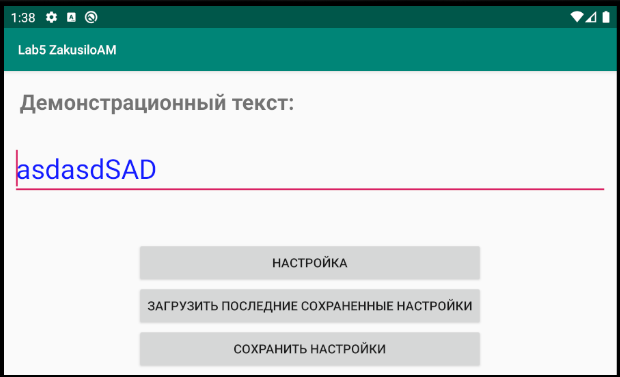 1:38
Lab5 ZakusiloAM
Демонстрационный текст:
asdasdSAD
НАСТРОЙКА
ЗАГРУЗИТЬ ПОСЛЕДНИЕ СОХРАНЕННЫЕ НАСТРОЙКИ
СОХРАНИТЬ НАСТРОЙКИ